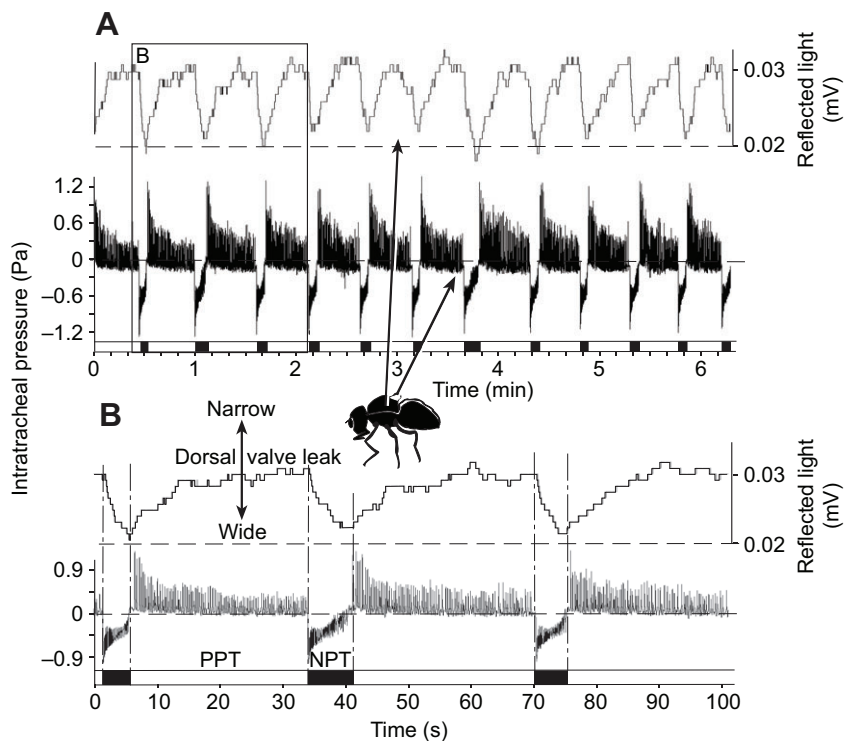 A
B
0.03
0.02
Reflected light
(mV)
1.2
0.6
0
–0.6
–1.2
Intratracheal pressure (Pa)
0 1 2 3 4 5 6
Time (min)
B
Narrow
Dorsal valve leak
Wide
0.03
0.02
Reflected light
(mV)
0.9
0
–0.9
PPT NPT
0 10 20 30 40 50 60 70 80 90 100
Time (s)